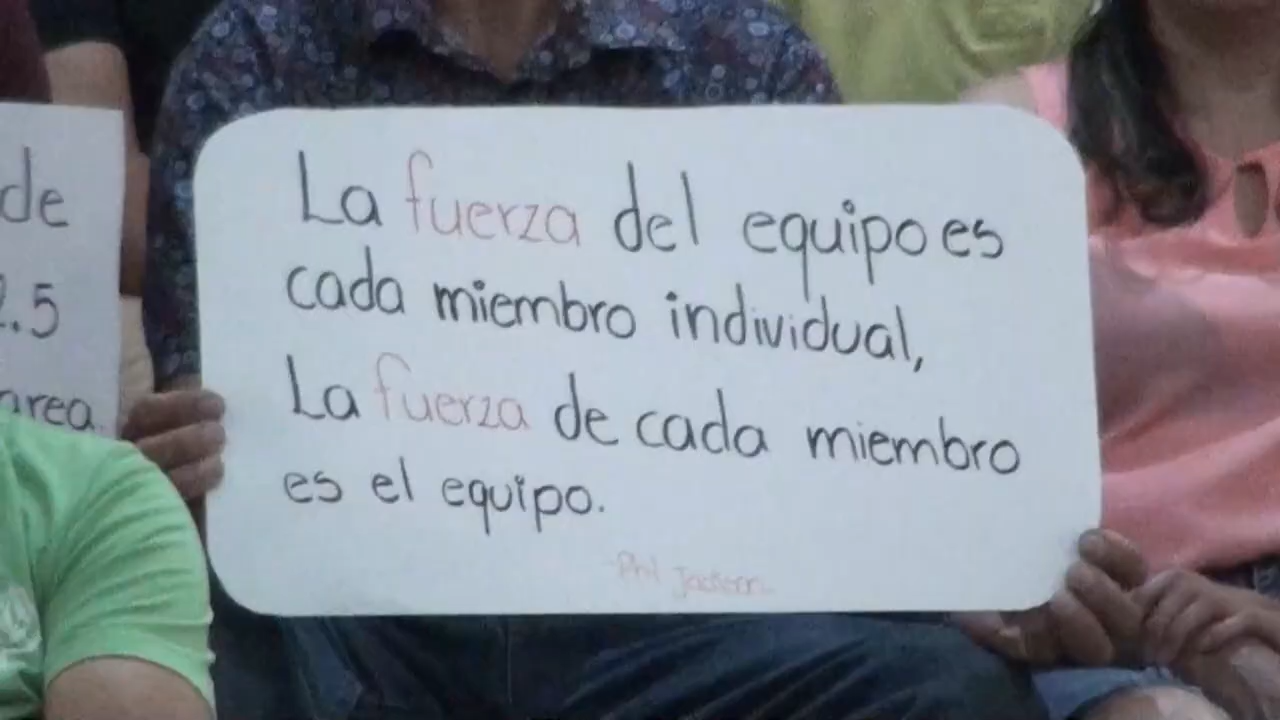 La fuerza del equipo es
cada miembro individual,
La fuerza de cada miembro
es el equipo.
Phil Jackson
de
2.5
area.